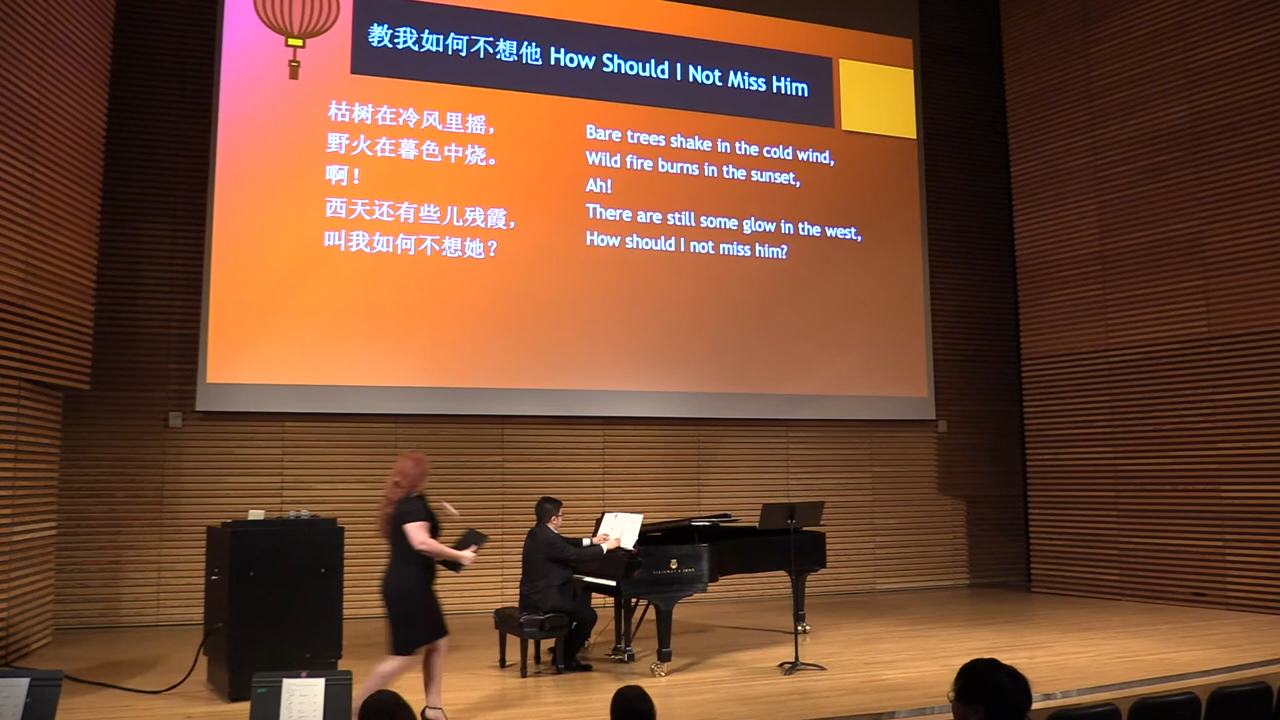 教我如何不想他 How Should I Not Miss Him
枯树在冷风里摇，
野火在暮色中烧。
啊！
西天还有些儿残霞，
叫我如何不想她？
Bare trees shake in the cold wind,
Wild fire burns in the sunset,
Ah!
There are still some glow in the west,
How should I not miss him?
STEINWAY & SONS